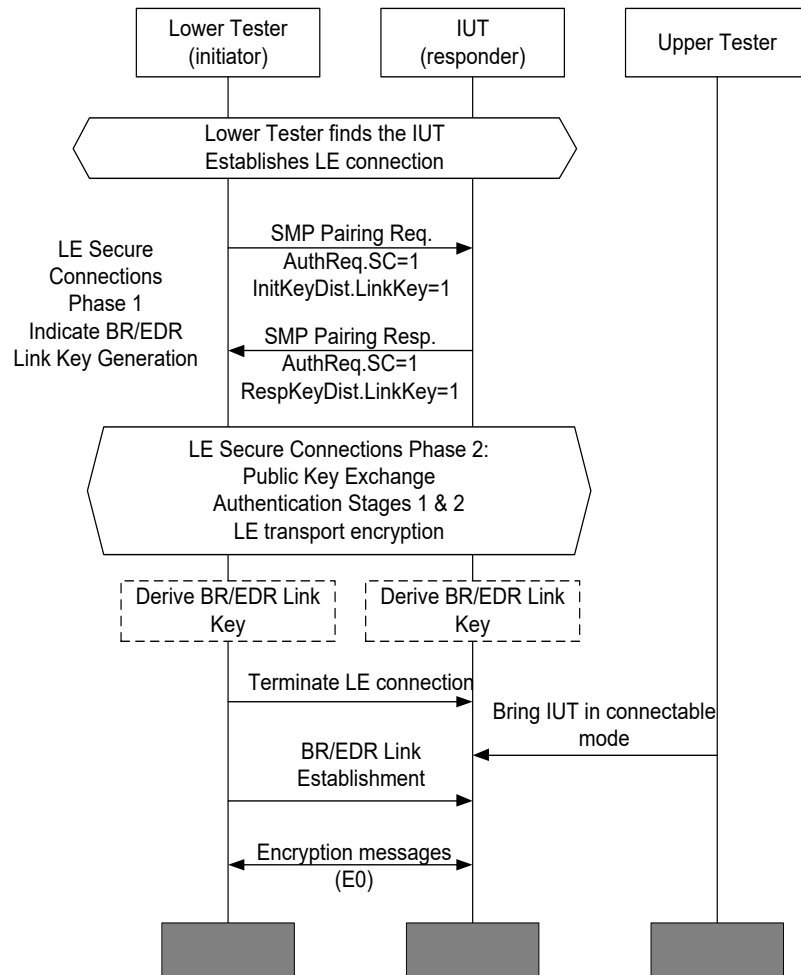 Lower Tester
(initiator)
IUT
(responder)
Upper Tester
Lower Tester finds the IUT
Establishes LE connection
LE Secure
Connections
Phase 1
Indicate BR/EDR
Link Key Generation
SMP Pairing Req.
AuthReq.SC=1
InitKeyDist.LinkKey=1
SMP Pairing Resp.
AuthReq.SC=1
RespKeyDist.LinkKey=1
LE Secure Connections Phase 2:
Public Key Exchange
Authentication Stages 1 & 2
LE transport encryption
Derive BR/EDR Link
Key
Derive BR/EDR Link
Key
Terminate LE connection
Bring IUT in connectable
mode
BR/EDR Link
Establishment
Encryption messages
(E0)